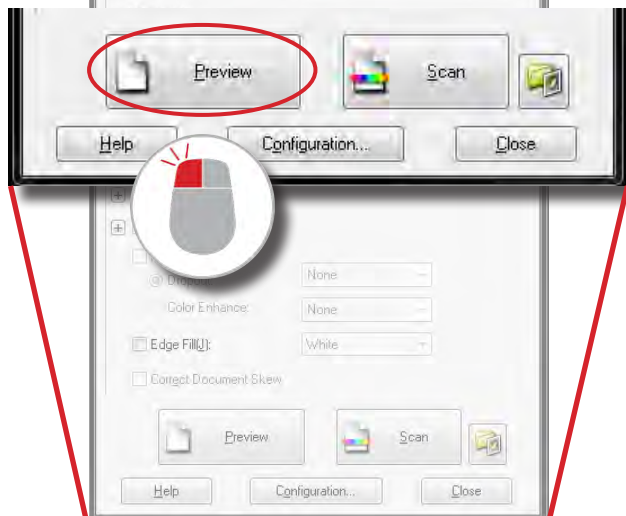 Preview
Scan
Help
Configuration...
Close
None
Color Enhance:
None
Edge Fill(J):
White
Correct Document Skew
Preview
Scan
Help
Configuration...
Close